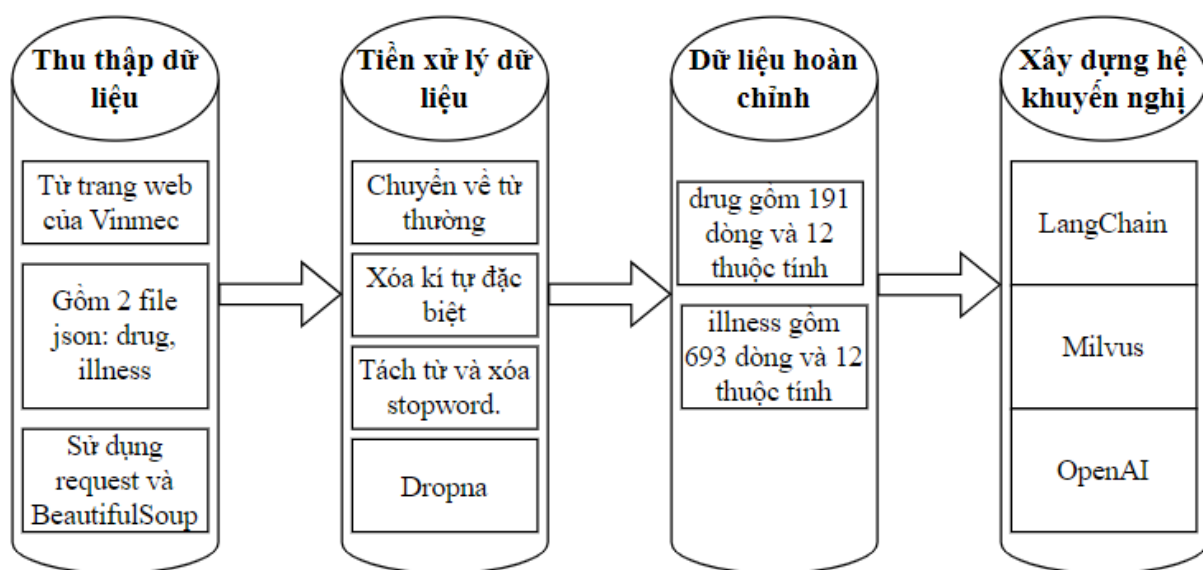 Thu thập dữ
liệu
Từ trang web
của Vinmec
Gồm 2 file
json: drug,
illness
Sử dụng
request và
BeautifulSoup
Tiền xử lý dữ
liệu
Chuyển về từ
thường
Xóa kí tự đặc
biệt
Tách từ và xóa
stopword.
Dropna
Dữ liệu hoàn
chỉnh
drug gồm 191
dòng và 12
thuộc tính
illness gồm
693 dòng và 12
thuộc tính
Xây dựng hệ
khuyến nghị
LangChain
Milvus
OpenAI